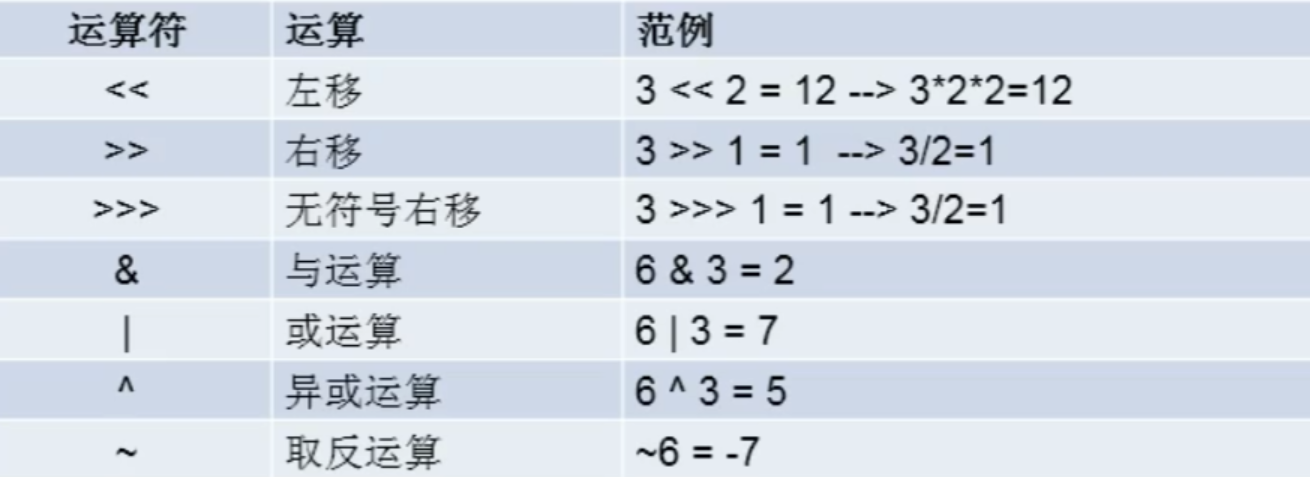 运算符 运算 范例
<< 左移 3 << 2 = 12 --> 3*2*2=12
>> 右移 3 >> 1 = 1 --> 3/2=1
>>> 无符号右移 3 >>> 1 = 1 --> 3/2=1
& 与运算 6 & 3 = 2
| 或运算 6 | 3 = 7
^ 异或运算 6 ^ 3 = 5
~ 取反运算 ~6 = -7